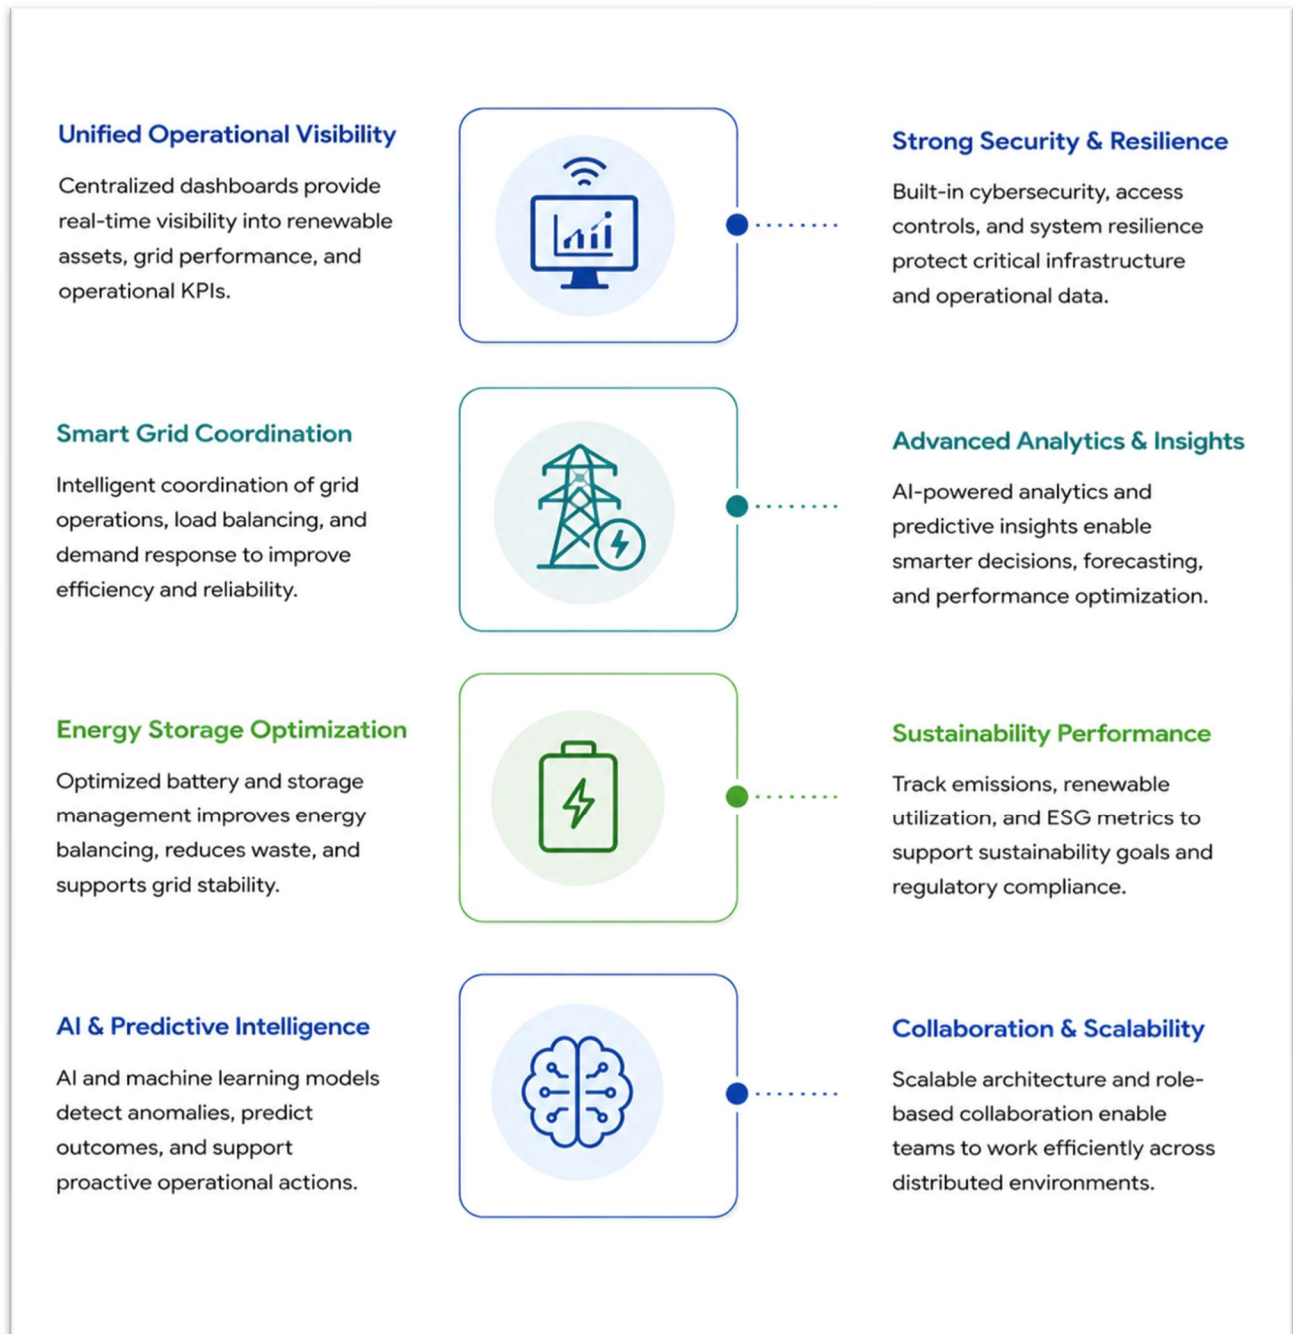 Unified Operational Visibility
Centralized dashboards provide
real-time visibility into renewable
assets, grid performance, and
operational KPIs.
Strong Security & Resilience
Built-in cybersecurity, access
controls, and system resilience
protect critical infrastructure
and operational data.
Smart Grid Coordination
Intelligent coordination of grid
operations, load balancing, and
demand response to improve
efficiency and reliability.
Advanced Analytics & Insights
AI-powered analytics and
predictive insights enable
smarter decisions, forecasting,
and performance optimization.
Energy Storage Optimization
Optimized battery and storage
management improves energy
balancing, reduces waste, and
supports grid stability.
Sustainability Performance
Track emissions, renewable
utilization, and ESG metrics to
support sustainability goals and
regulatory compliance.
AI & Predictive Intelligence
AI and machine learning models
detect anomalies, predict
outcomes, and support
proactive operational actions.
Collaboration & Scalability
Scalable architecture and role-
based collaboration enable
teams to work efficiently across
distributed environments.